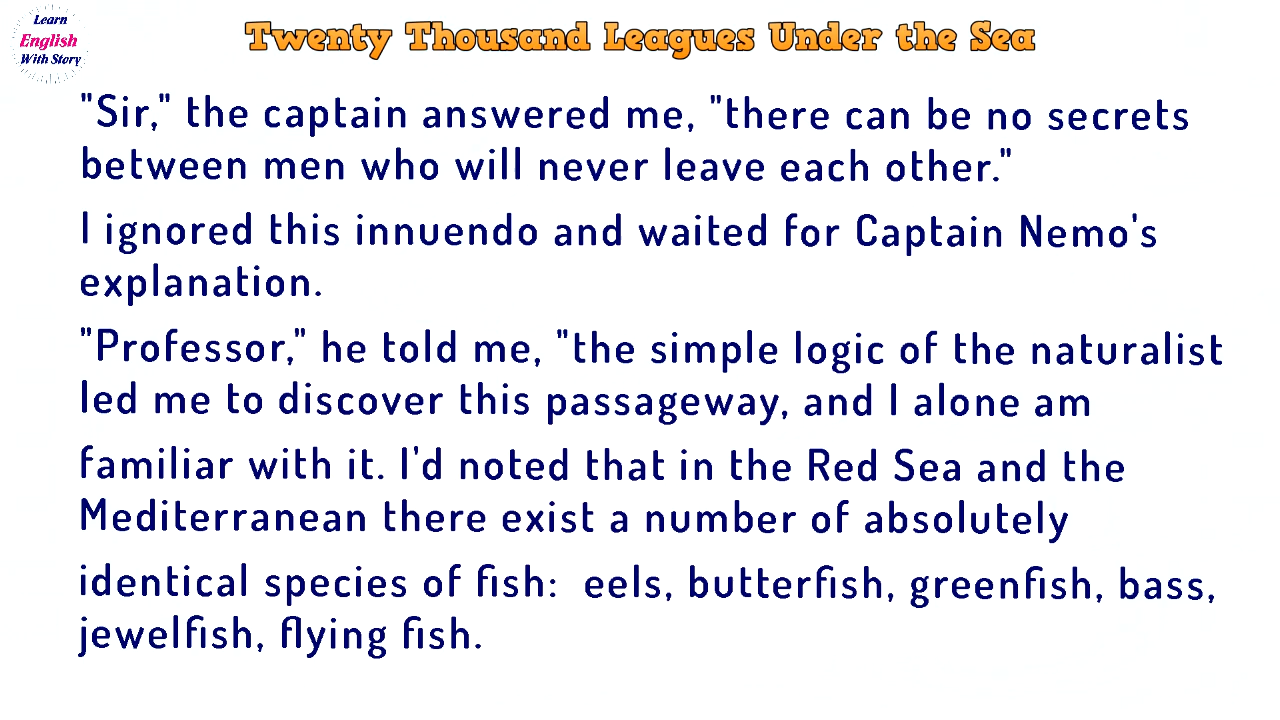 Learn
English
With Story
Twenty Thousand Leagues Under the Sea
"Sir," the captain answered me, "there can be no secrets
between men who will never leave each other."
I ignored this innuendo and waited for Captain Nemo's
explanation.
"Professor," he told me, "the simple logic of the naturalist
led me to discover this passageway, and I alone am
familiar with it. I'd noted that in the Red Sea and the
Mediterranean there exist a number of absolutely
identical species of fish:  eels, butterfish, greenfish, bass,
jewelfish, flying fish.